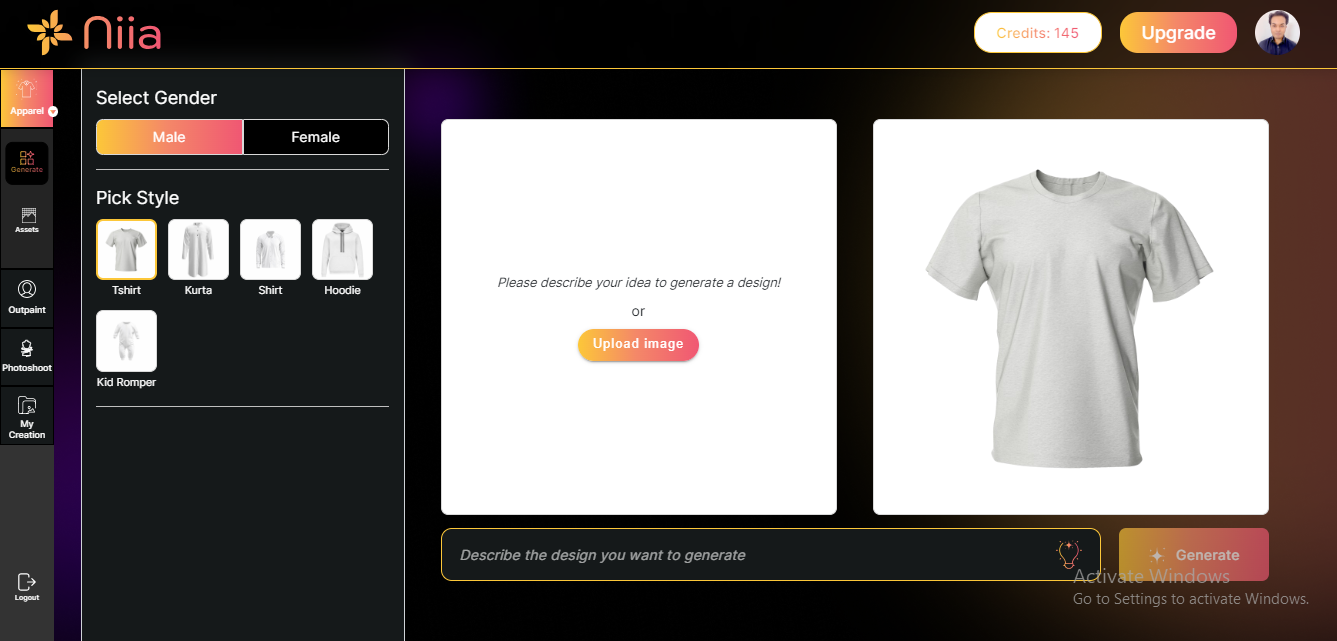 Niia
Credits: 145
Upgrade
Apparel
Generate
Assets
Outpaint
Photoshoot
My
Creation
Logout
Select Gender
Male
Female
Pick Style
Tshirt
Kurta
Shirt
Hoodie
Kid Romper
Please describe your idea to generate a design!
or
Upload image
Describe the design you want to generate
Generate
Activate Windows
Go to Settings to activate Windows.